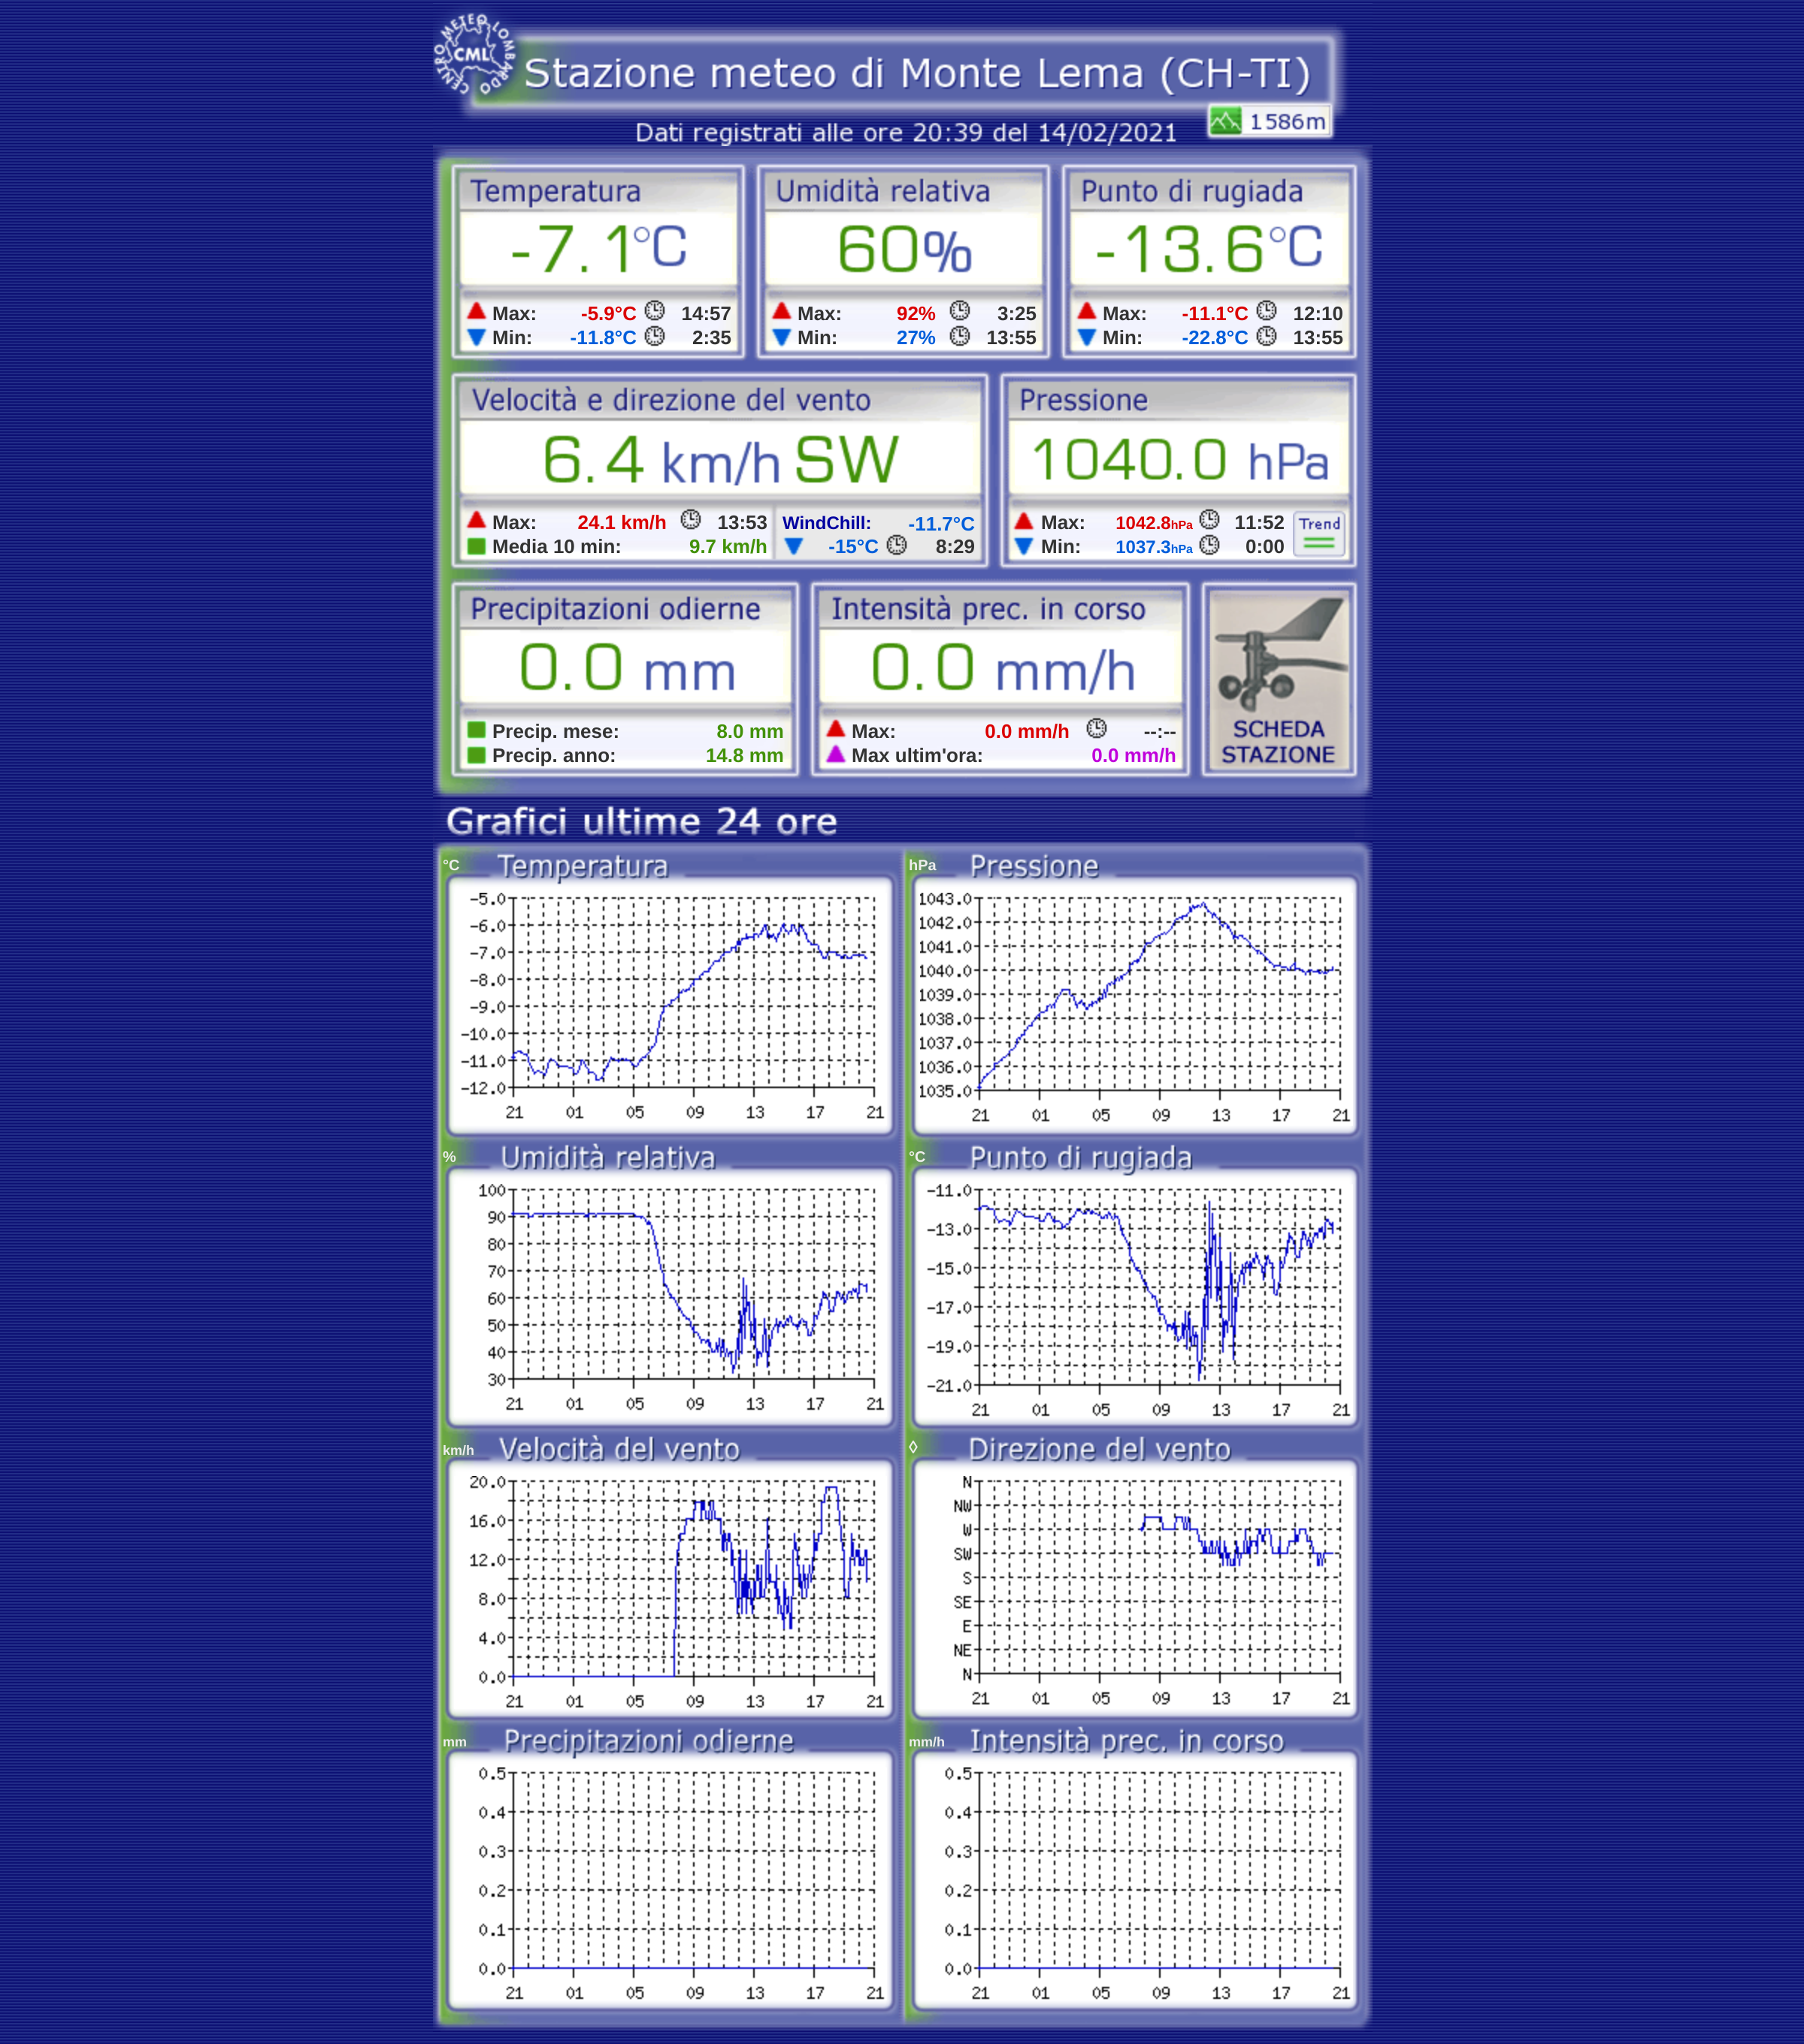 CENTRO METEO LOMBARDO
CML
Stazione meteo di Monte Lema (CH-TI)
1586m
Dati registrati alle ore 20:39 del 14/02/2021
Temperatura
-7.1°C
Max: -5.9°C 14:57
Min: -11.8°C 2:35
Umidità relativa
60%
Max: 92% 3:25
Min: 27% 13:55
Punto di rugiada
-13.6°C
Max: -11.1°C 12:10
Min: -22.8°C 13:55
Velocità e direzione del vento
6.4 km/h SW
Max: 24.1 km/h 13:53
Media 10 min: 9.7 km/h
WindChill: -11.7°C
-15°C 8:29
Pressione
1040.0 hPa
Max: 1042.8hPa 11:52
Min: 1037.3hPa 0:00
Trend
Precipitazioni odierne
0.0 mm
Precip. mese: 8.0 mm
Precip. anno: 14.8 mm
Intensità prec. in corso
0.0 mm/h
Max: 0.0 mm/h --:--
Max ultim'ora: 0.0 mm/h
SCHEDA
STAZIONE
Grafici ultime 24 ore
°C Temperatura
-5.0
-6.0
-7.0
-8.0
-9.0
-10.0
-11.0
-12.0
21 01 05 09 13 17 21
hPa Pressione
1043.0
1042.0
1041.0
1040.0
1039.0
1038.0
1037.0
1036.0
1035.0
21 01 05 09 13 17 21
% Umidità relativa
100
90
80
70
60
50
40
30
21 01 05 09 13 17 21
°C Punto di rugiada
-11.0
-13.0
-15.0
-17.0
-19.0
-21.0
21 01 05 09 13 17 21
km/h Velocità del vento
20.0
16.0
12.0
8.0
4.0
0.0
21 01 05 09 13 17 21
◊ Direzione del vento
N
NW
W
SW
S
SE
E
NE
N
21 01 05 09 13 17 21
mm Precipitazioni odierne
0.5
0.4
0.3
0.2
0.1
0.0
21 01 05 09 13 17 21
mm/h Intensità prec. in corso
0.5
0.4
0.3
0.2
0.1
0.0
21 01 05 09 13 17 21